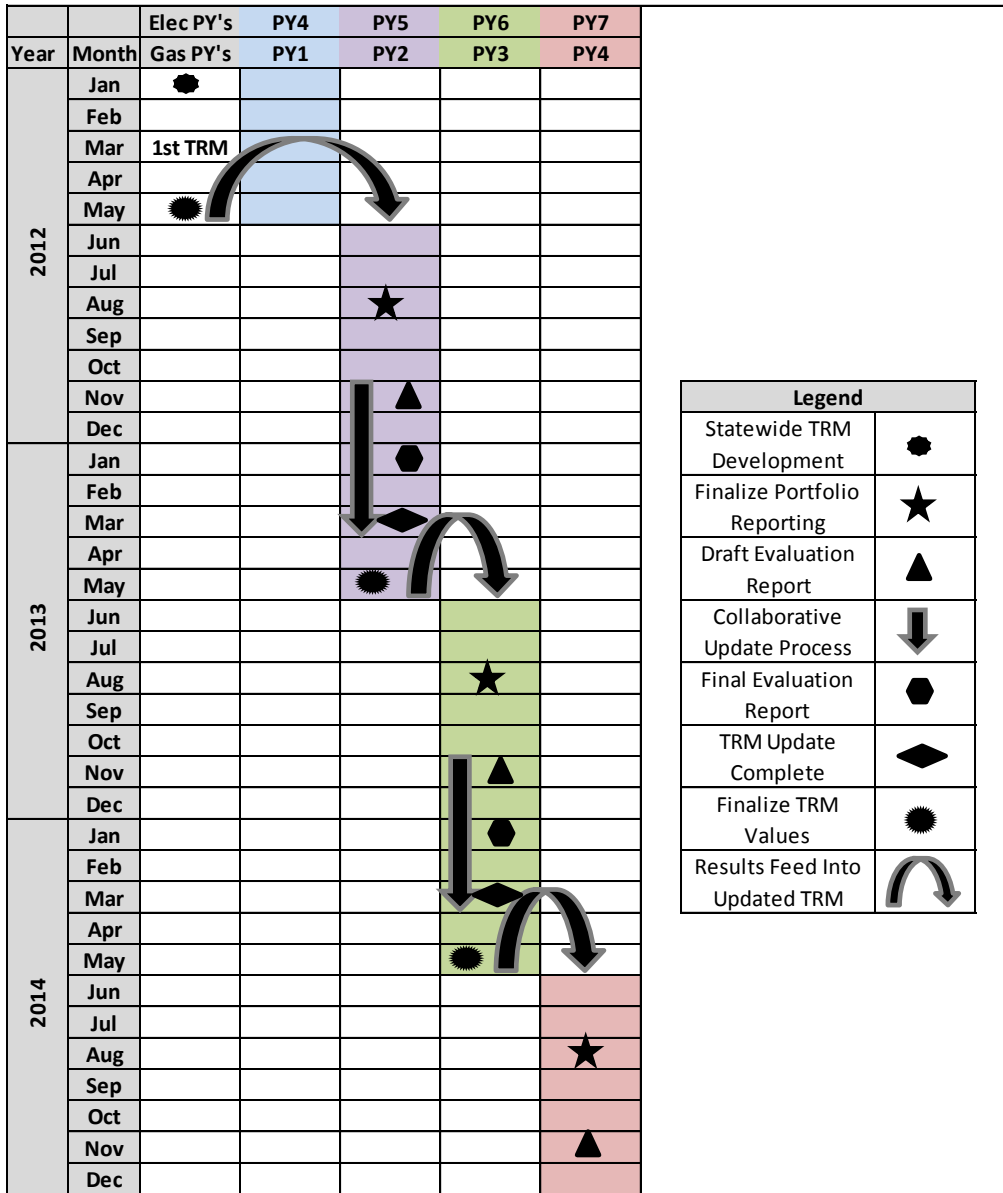 Elec PY's PY4 PY5 PY6 PY7
Year Month Gas PY's PY1 PY2 PY3 PY4
2012
Jan
Feb
Mar 1st TRM
Apr
May
Jun
Jul
Aug
Sep
Oct
Nov
Dec
2013
Jan
Feb
Mar
Apr
May
Jun
Jul
Aug
Sep
Oct
Nov
Dec
2014
Jan
Feb
Mar
Apr
May
Jun
Jul
Aug
Sep
Oct
Nov
Dec
Legend
Statewide TRM
Development
Finalize Portfolio
Reporting
Draft Evaluation
Report
Collaborative
Update Process
Final Evaluation
Report
TRM Update
Complete
Finalize TRM
Values
Results Feed Into
Updated TRM